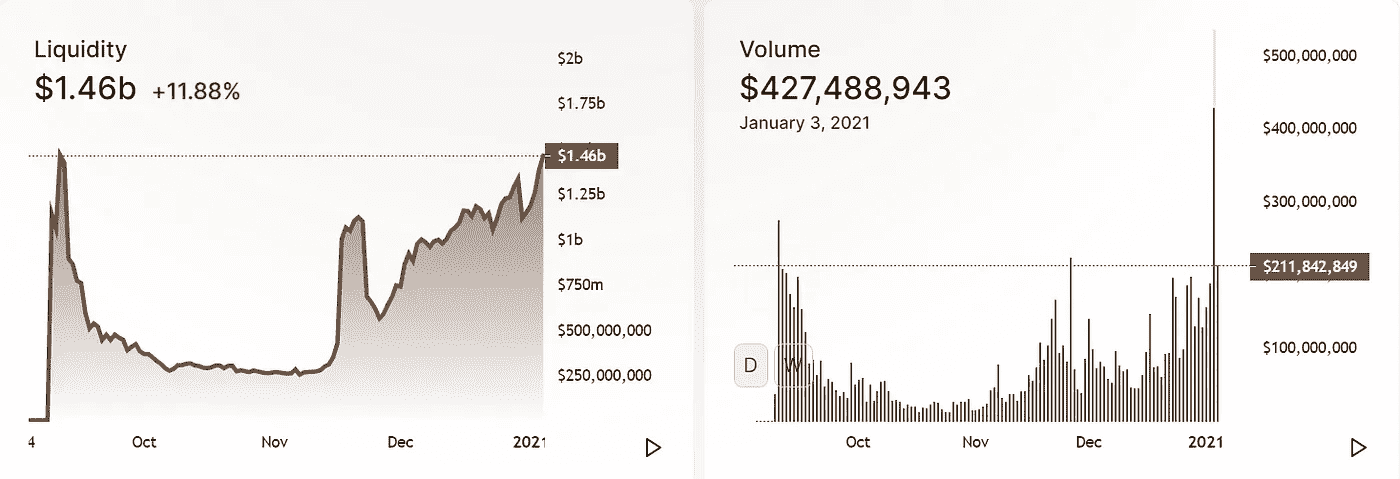 Liquidity
$1.46b +11.88%
$2b
$1.75b
$1.46b
$1.25b
$1b
$750m
$500,000,000
$250,000,000
4 Oct Nov Dec 2021
Volume
$427,488,943
January 3, 2021
$500,000,000
$400,000,000
$300,000,000
$211,842,849
$100,000,000
D W
Oct Nov Dec 2021